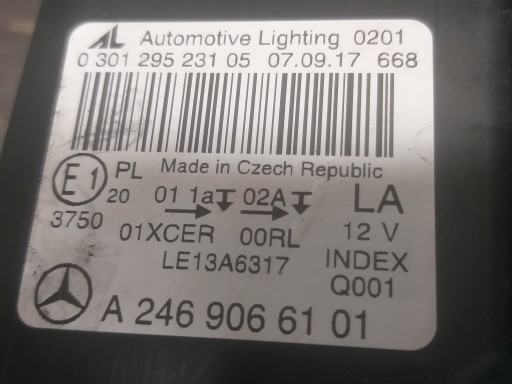 AL Automotive Lighting 0201
0 301 295 231 05 07.09.17 668
Made in Czech Republic
E1 PL 20 01 1a 02A LA
3750 01XCER 00RL 12 V
LE13A6317 INDEX
Q001
A 246 906 61 01